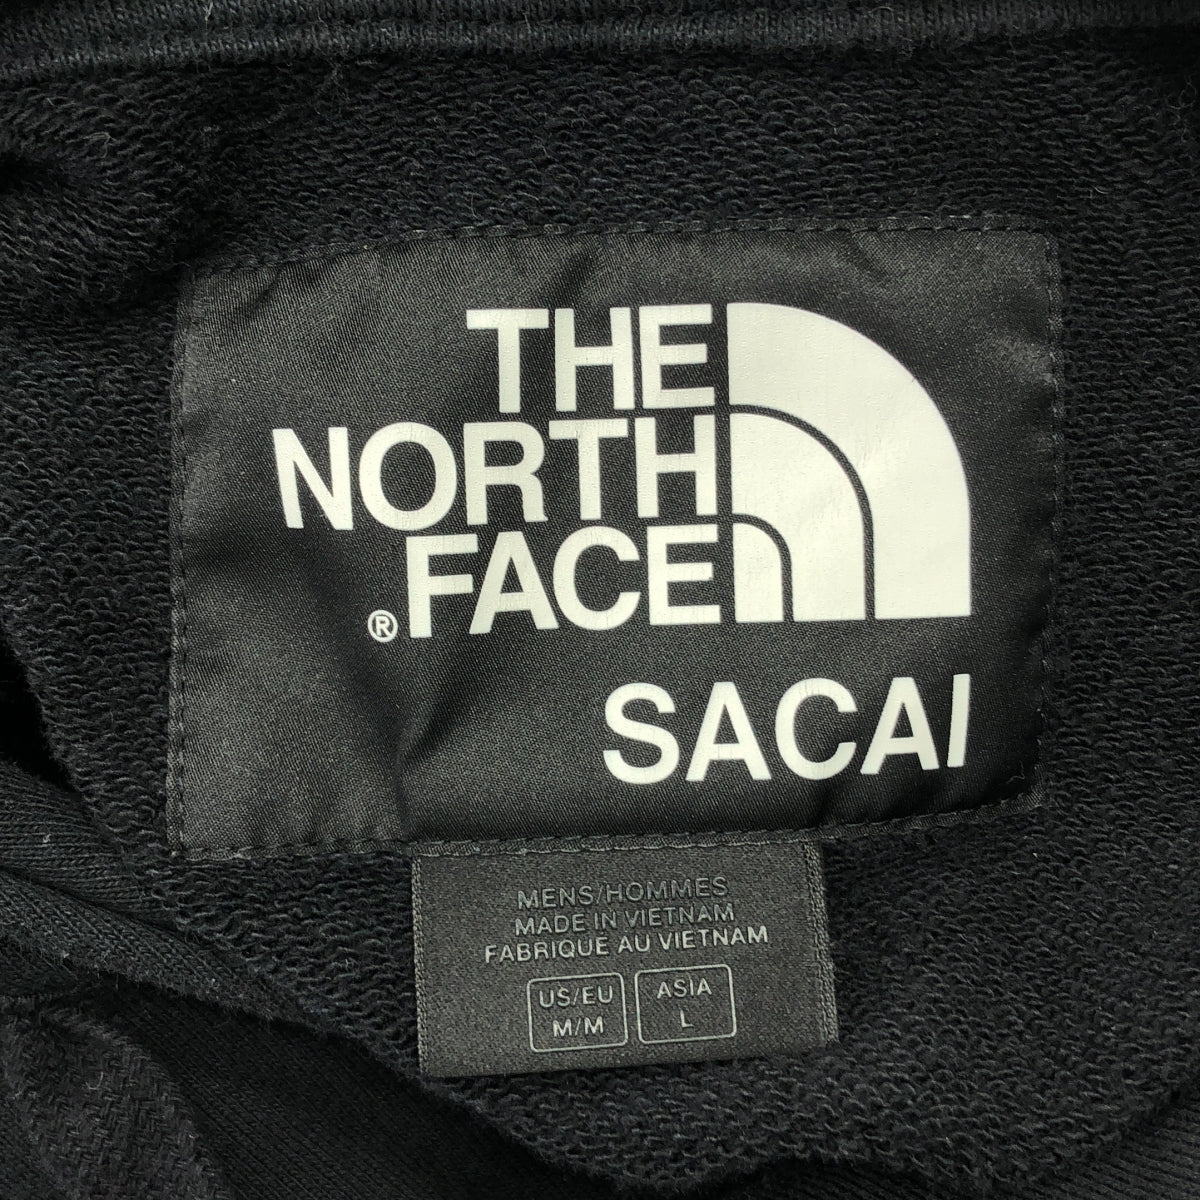 THE
NORTH
® FACE
SACAI
MENS/HOMMES
MADE IN VIETNAM
FABRIQUE AU VIETNAM
US/EU ASIA
M/M L